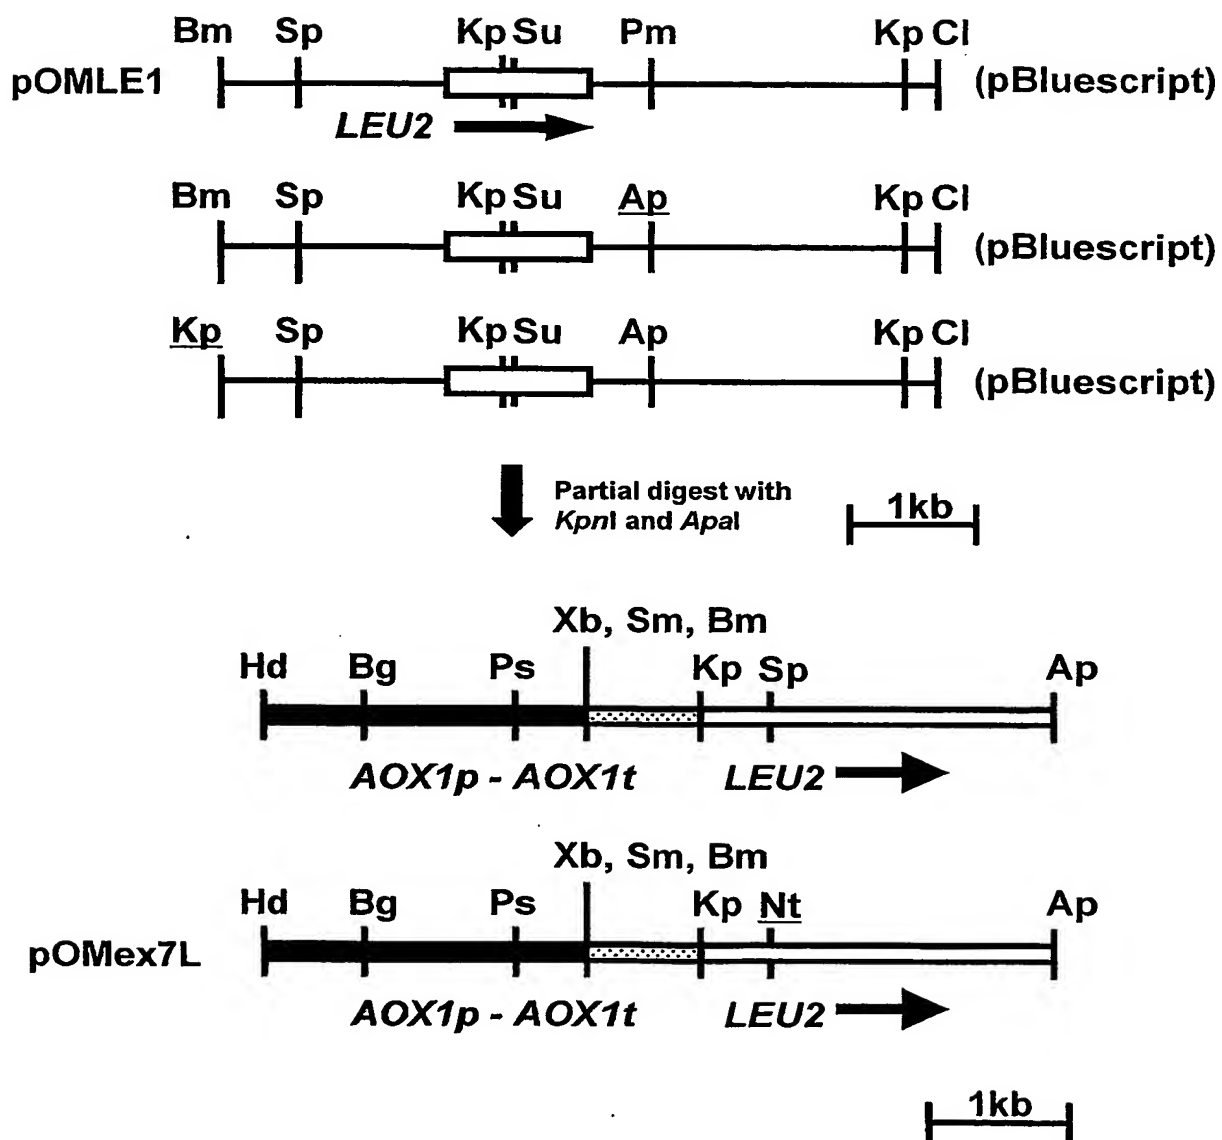 Bm Sp Kp Su Pm Kp Cl
pOMLE1 (pBluescript)
LEU2
Bm Sp Kp Su Ap Kp Cl
(pBluescript)
Kp Sp Kp Su Ap Kp Cl
(pBluescript)
Partial digest with
KpnI and ApaI
1kb
Xb, Sm, Bm
Hd Bg Ps Kp Sp Ap
AOX1p - AOX1t LEU2
Xb, Sm, Bm
Hd Bg Ps Kp Nt Ap
pOMex7L
AOX1p - AOX1t LEU2
1kb